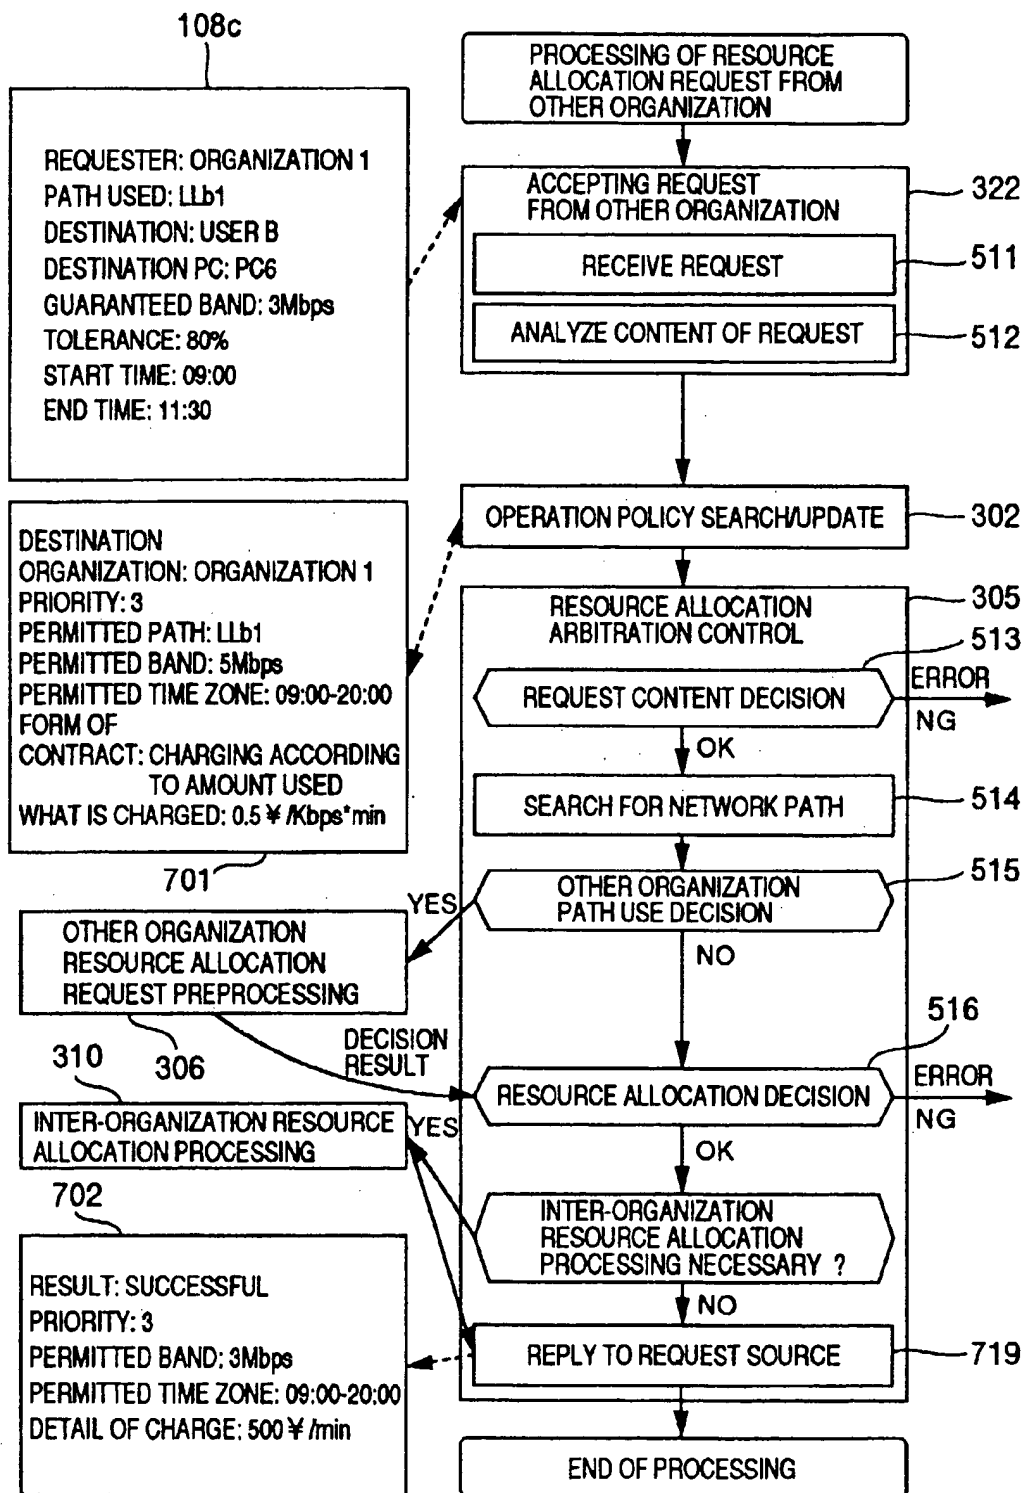 108c
PROCESSING OF RESOURCE
ALLOCATION REQUEST FROM
OTHER ORGANIZATION
REQUESTER: ORGANIZATION 1
PATH USED: LLb1
DESTINATION: USER B
DESTINATION PC: PC6
GUARANTEED BAND: 3Mbps
TOLERANCE: 80%
START TIME: 09:00
END TIME: 11:30
ACCEPTING REQUEST
FROM OTHER ORGANIZATION
322
RECEIVE REQUEST
511
ANALYZE CONTENT OF REQUEST
512
OPERATION POLICY SEARCH/UPDATE
302
DESTINATION
ORGANIZATION: ORGANIZATION 1
PRIORITY: 3
PERMITTED PATH: LLb1
PERMITTED BAND: 5Mbps
PERMITTED TIME ZONE: 09:00-20:00
FORM OF
CONTRACT: CHARGING ACCORDING
TO AMOUNT USED
WHAT IS CHARGED: 0.5 ¥ /Kbps*min
701
RESOURCE ALLOCATION
ARBITRATION CONTROL
305
513
REQUEST CONTENT DECISION
ERROR
NG
OK
SEARCH FOR NETWORK PATH
514
OTHER ORGANIZATION
PATH USE DECISION
515
YES
NO
OTHER ORGANIZATION
RESOURCE ALLOCATION
REQUEST PREPROCESSING
306
DECISION
RESULT
516
RESOURCE ALLOCATION DECISION
ERROR
NG
OK
310
INTER-ORGANIZATION RESOURCE
ALLOCATION PROCESSING
YES
INTER-ORGANIZATION
RESOURCE ALLOCATION
PROCESSING NECESSARY ?
NO
702
RESULT: SUCCESSFUL
PRIORITY: 3
PERMITTED BAND: 3Mbps
PERMITTED TIME ZONE: 09:00-20:00
DETAIL OF CHARGE: 500 ¥ /min
REPLY TO REQUEST SOURCE
719
END OF PROCESSING